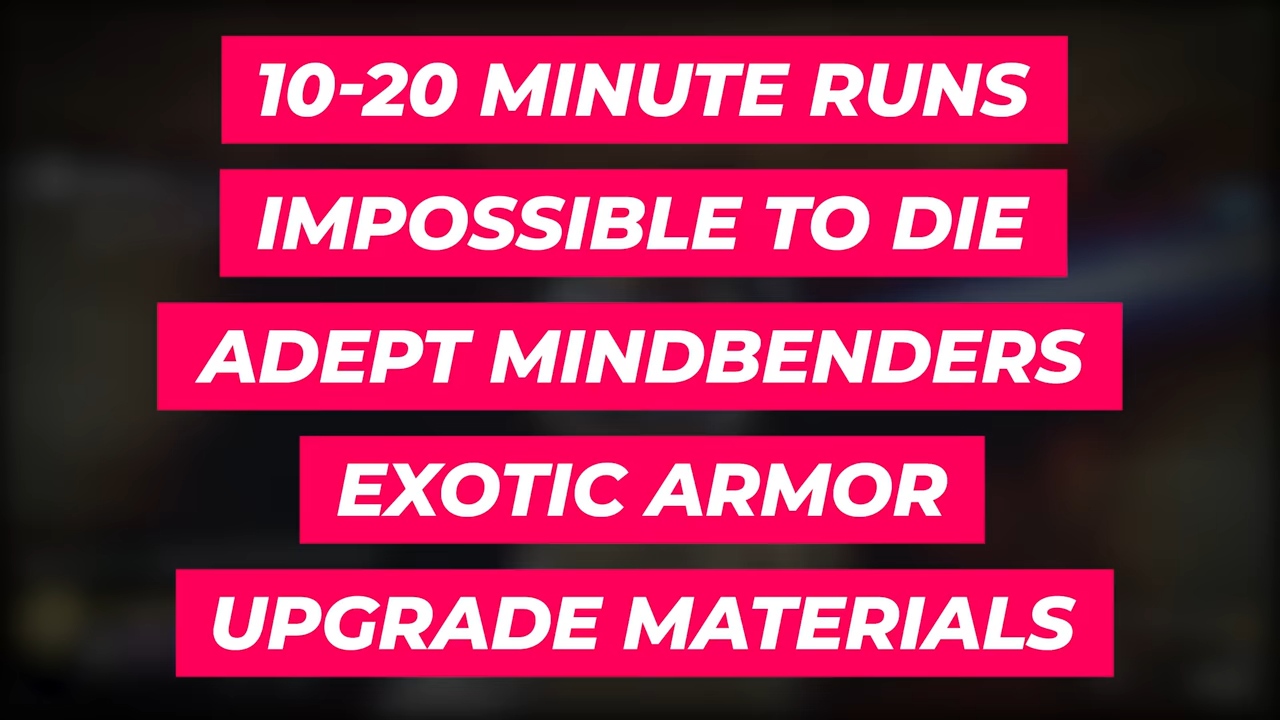 10-20 MINUTE RUNS
IMPOSSIBLE TO DIE
ADEPT MINDBENDERS
EXOTIC ARMOR
UPGRADE MATERIALS